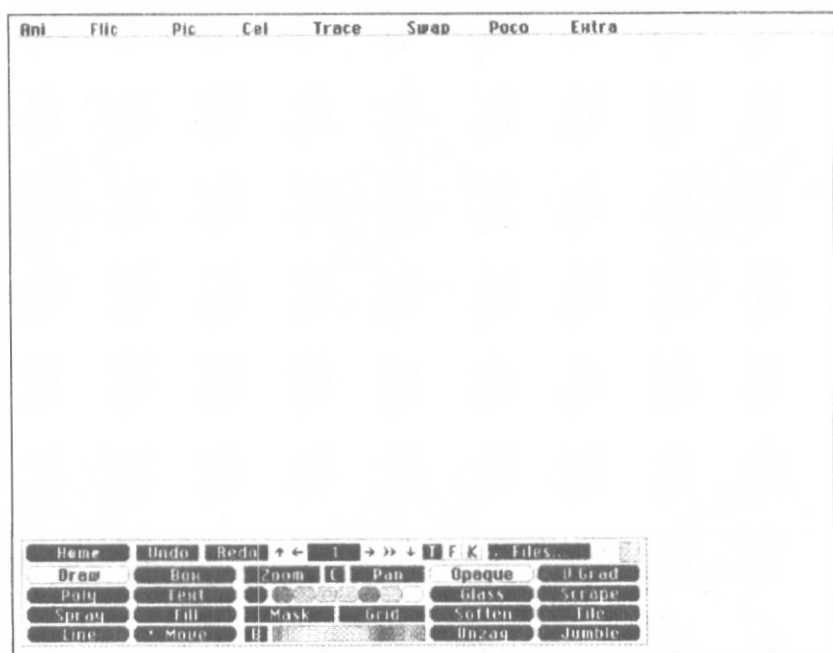 Ani Flic Pic Cel Trace Swap Poco Extra
Home Undo Redo ↑ ← 1 → >> ↓ T F K Files...
Draw Box Zoom C Pan Opaque V Grad
Poly Text Glass Scrape
Spray Fill Mask Grid Soften Tile
Line * Move B Unzag Jumble